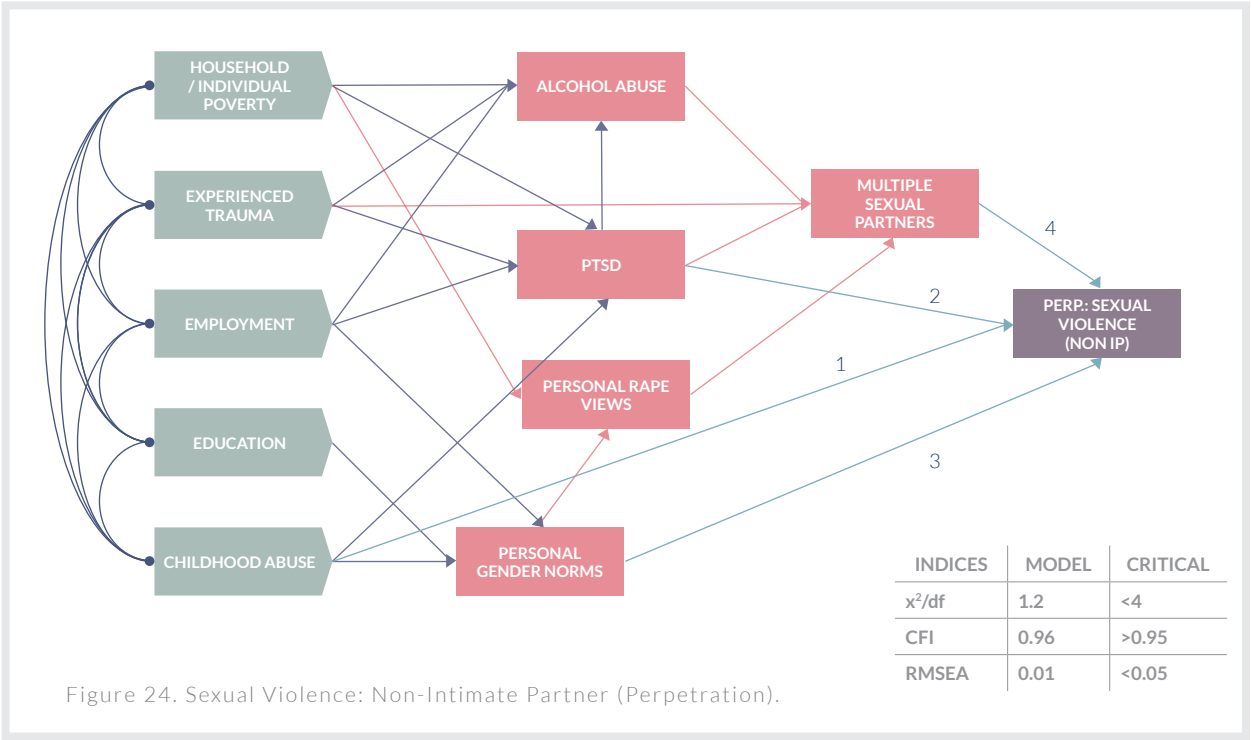 HOUSEHOLD
/ INDIVIDUAL
POVERTY
EXPERIENCED
TRAUMA
EMPLOYMENT
EDUCATION
CHILDHOOD ABUSE
ALCOHOL ABUSE
PTSD
PERSONAL RAPE
VIEWS
PERSONAL
GENDER NORMS
MULTIPLE
SEXUAL
PARTNERS
4
2
1
3
PERP.: SEXUAL
VIOLENCE
(NON IP)
INDICES MODEL CRITICAL
x²/df 1.2 <4
CFI 0.96 >0.95
RMSEA 0.01 <0.05
Figure 24. Sexual Violence: Non-Intimate Partner (Perpetration).